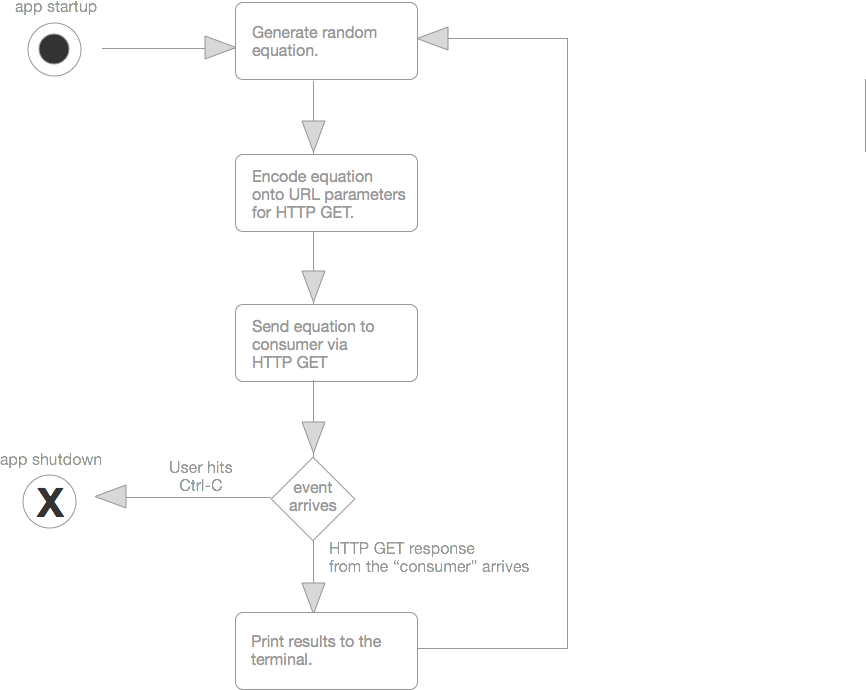 app startup
Generate random
equation.
Encode equation
onto URL parameters
for HTTP GET.
Send equation to
consumer via
HTTP GET
app shutdown
X
User hits
Ctrl-C
event
arrives
HTTP GET response
from the “consumer” arrives
Print results to the
terminal.